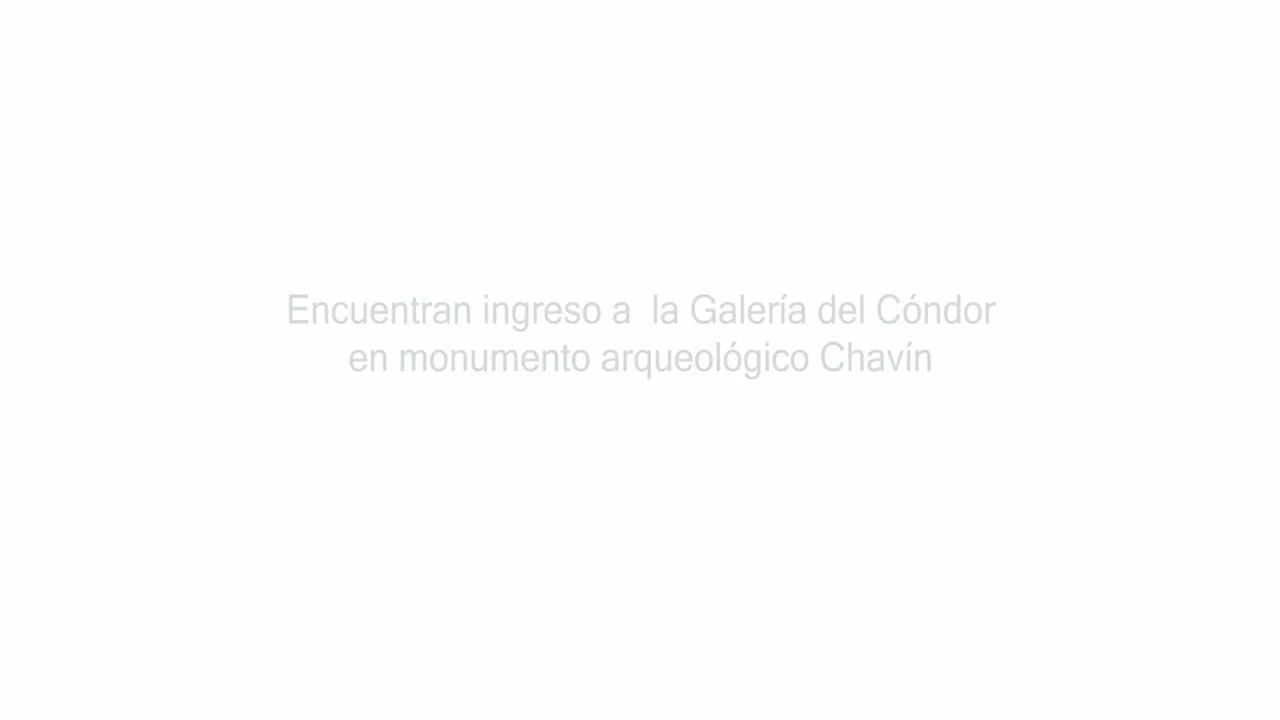 Encuentran ingreso a  la Galería del Cóndor
en monumento arqueológico Chavín